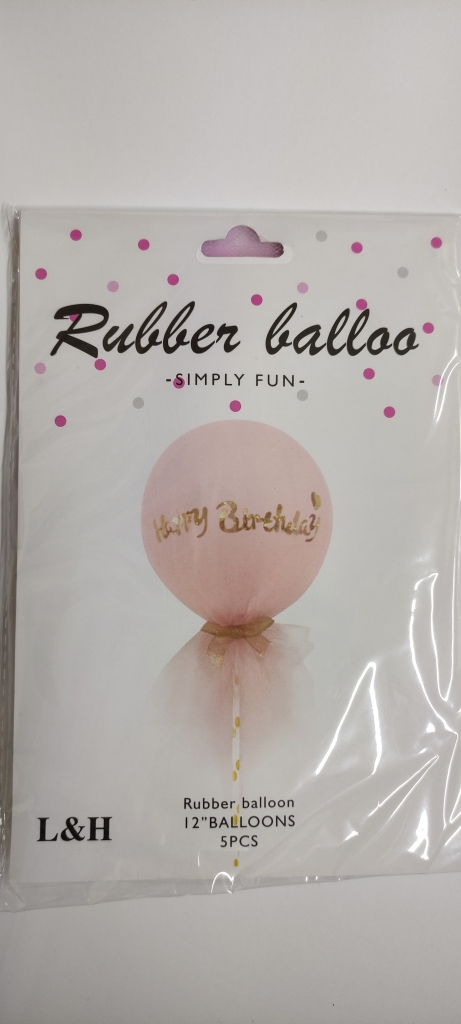 Rubber balloo
-SIMPLY FUN-
Happy Birthday
Rubber balloon
12"BALLOONS
5PCS
L&H